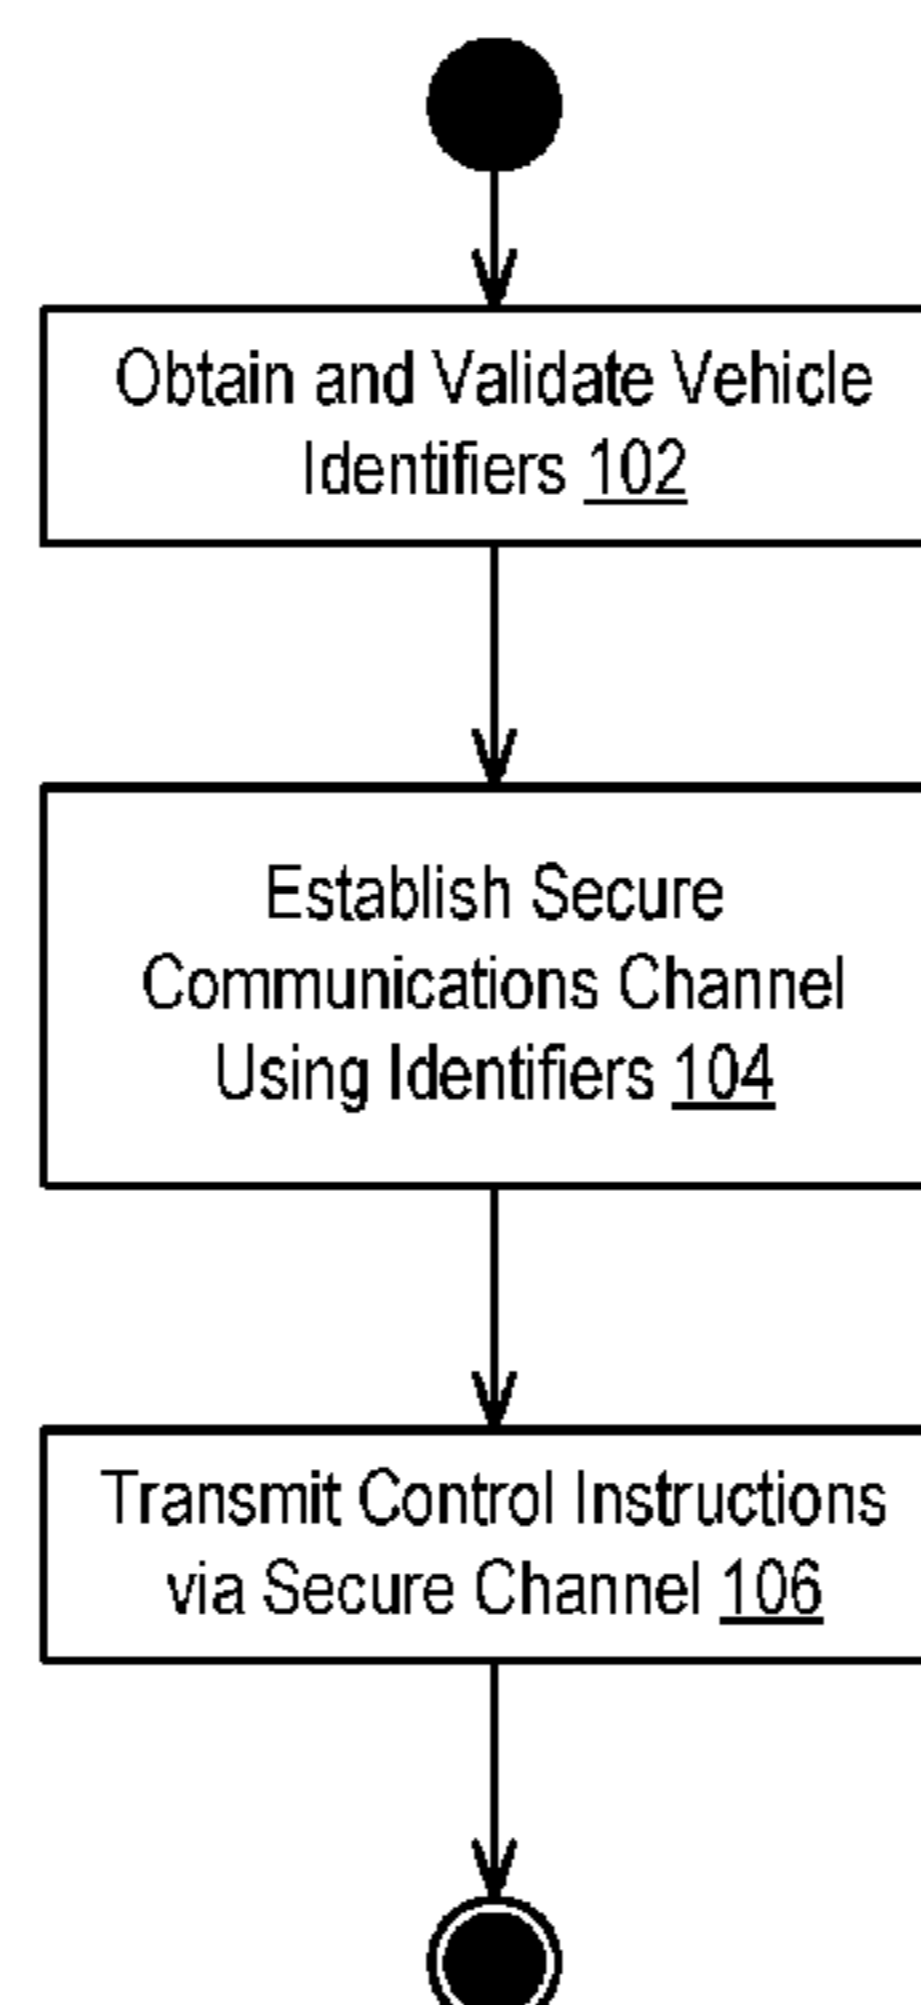 Obtain and Validate Vehicle
Identifiers 102
Establish Secure
Communications Channel
Using Identifiers 104
Transmit Control Instructions
via Secure Channel 106